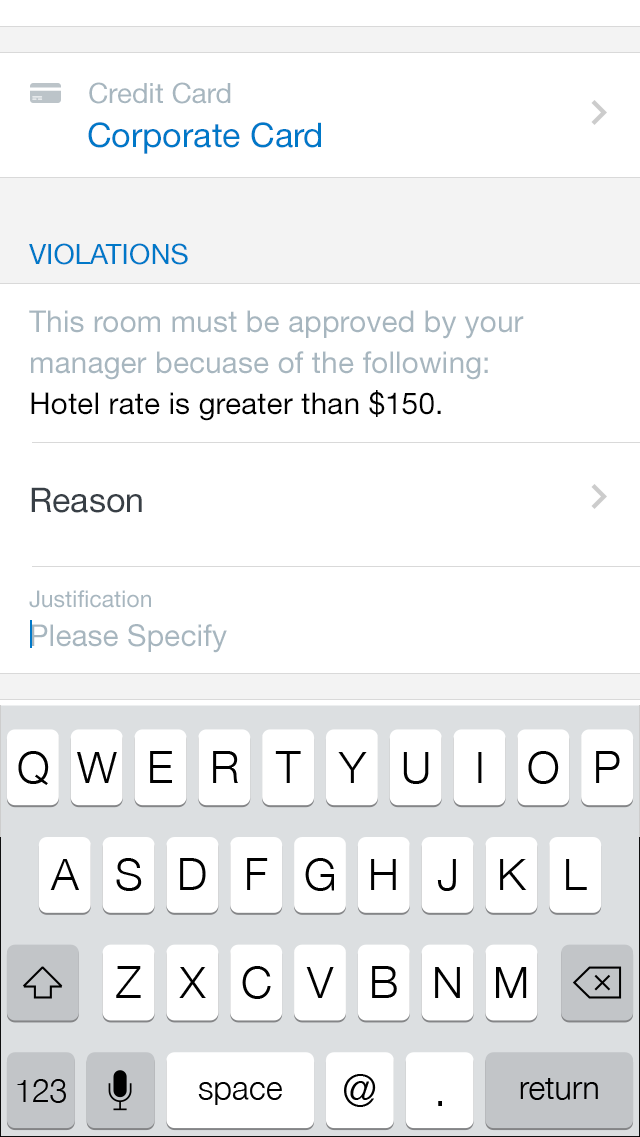 Credit Card
Corporate Card
VIOLATIONS
This room must be approved by your
manager becuase of the following:
Hotel rate is greater than $150.
Reason
Justification
Please Specify
Q W E R T Y U I O P
A S D F G H J K L
Z X C V B N M
123 space @ . return